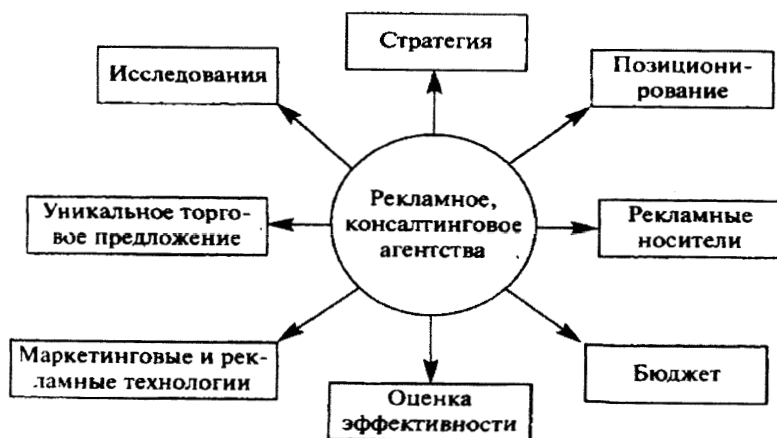 Стратегия
Исследования
Позициони-
рование
Рекламное,
консалтинговое
агентства
Уникальное торго-
вое предложение
Рекламные
носители
Маркетинговые и рек-
ламные технологии
Бюджет
Оценка
эффективности